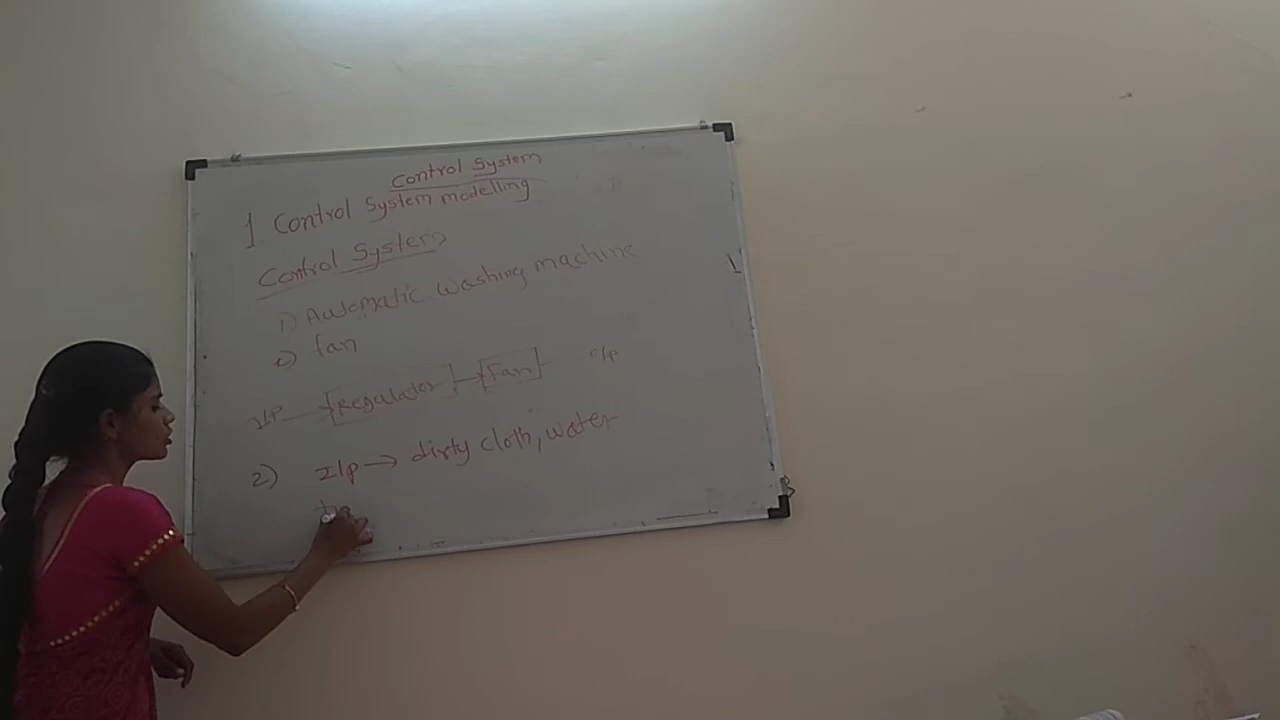 Control System
1 Control System modelling
Control System
1) Automatic washing machine
2) fan
I/P Regulator Fan o/p
2) I/p → dirty cloth, water